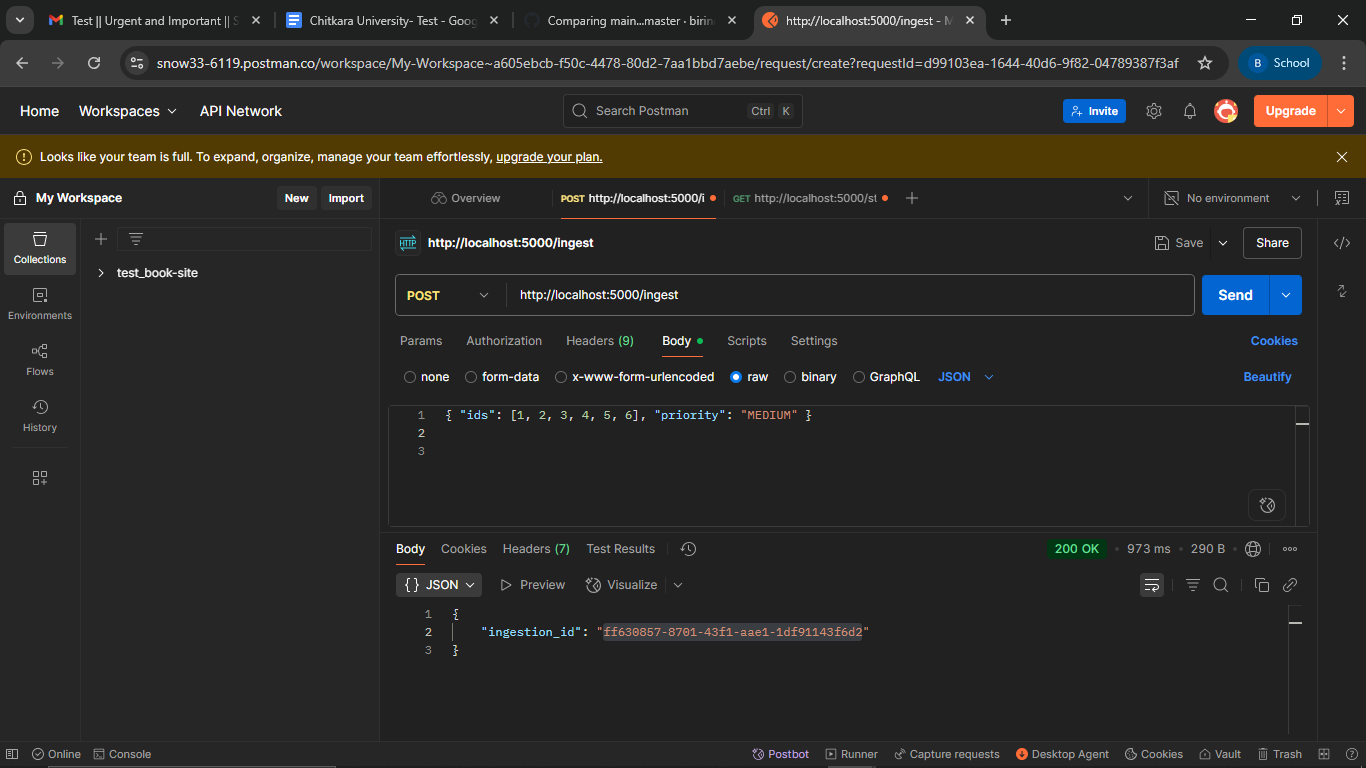 Test || Urgent and Important || S
Chitkara University- Test - Goog
Comparing main...master · birin
http://localhost:5000/ingest - M
snow33-6119.postman.co/workspace/My-Workspace~a605ebcb-f50c-4478-80d2-7aa1bbd7aebe/request/create?requestId=d99103ea-1644-40d6-9f82-04789387f3af
B School
Home Workspaces API Network Search Postman Ctrl K Invite Upgrade
Looks like your team is full. To expand, organize, manage your team effortlessly, upgrade your plan.
My Workspace New Import Overview POST http://localhost:5000/i GET http://localhost:5000/st No environment
Collections
Environments
Flows
History
test_book-site
HTTP http://localhost:5000/ingest Save Share
POST http://localhost:5000/ingest Send
Params Authorization Headers (9) Body Scripts Settings Cookies
none form-data x-www-form-urlencoded raw binary GraphQL JSON Beautify
1 { "ids": [1, 2, 3, 4, 5, 6], "priority": "MEDIUM" }
2
3
Body Cookies Headers (7) Test Results 200 OK 973 ms 290 B
{} JSON Preview Visualize
1 {
2 "ingestion_id": "ff630857-8701-43f1-aae1-1df91143f6d2"
3 }
Online Console Postbot Runner Capture requests Desktop Agent Cookies Vault Trash